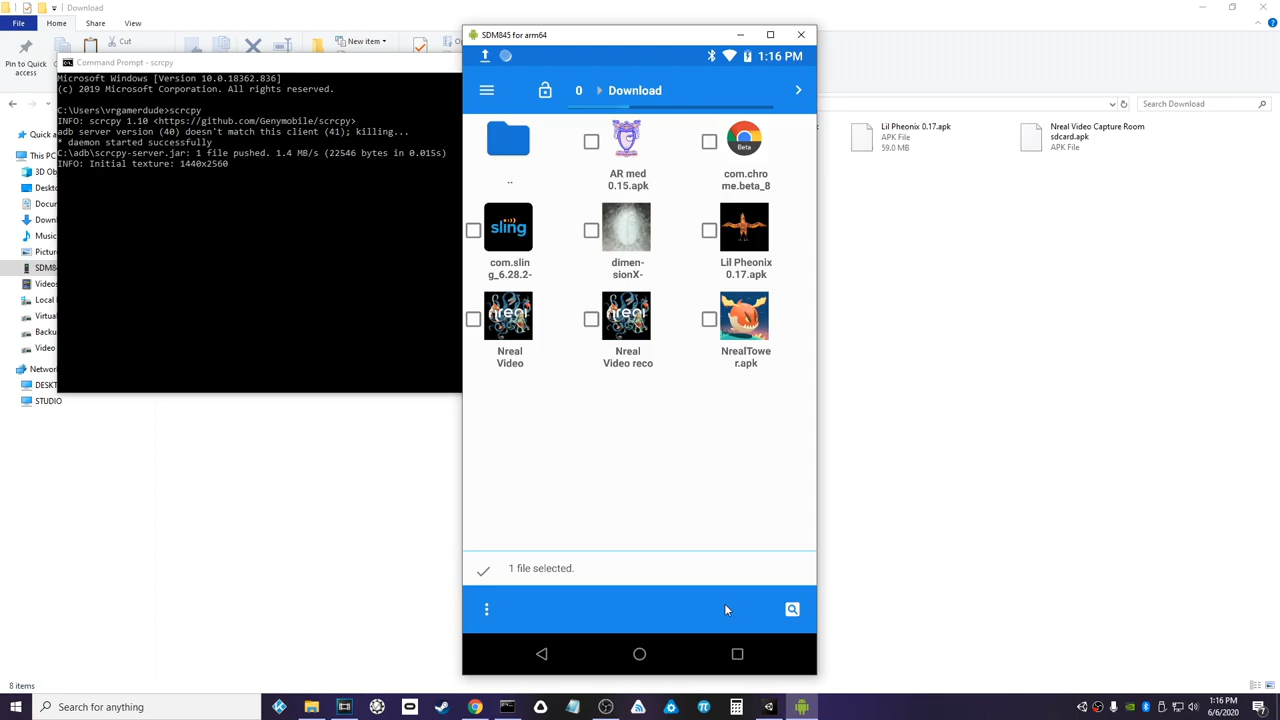 Download
File
Home
Share
View
Pin to Quick
access
Cut
New item
Command Prompt - scrcpy
Microsoft Windows [Version 10.0.18362.836]
(c) 2019 Microsoft Corporation. All rights reserved.
C:\Users\vrgamerdude>scrcpy
INFO: scrcpy 1.10 <https://github.com/Genymobile/scrcpy>
adb server version (40) doesn't match this client (41); killing...
* daemon started successfully
C:\adb\scrcpy-server.jar: 1 file pushed. 1.4 MB/s (22546 bytes in 0.015s)
INFO: Initial texture: 1440x2560
Quick a
This PC
3D Ob
Deskto
Docum
Downl
Music
Picture
SDM8
Videos
Local
Virtual
Backu
Video
Networ
DESKT
STUDIO
SDM845 for arm64
1:16 PM
0
Download
..
AR med
0.15.apk
Beta
com.chro
me.beta_8
sling
com.slin
g_6.28.2-
dimen-
sionX-
Lil Pheonix
0.17.apk
nreal
Nreal
Video
nreal
Nreal
Video reco
NrealTowe
r.apk
1 file selected.
Search Download
Lil Pheonix 0.17.apk
APK File
59.0 MB
Nreal Video Capture Room
sdcard.apk
APK File
8 items
Search for anything
1:16 PM
6/6/2020